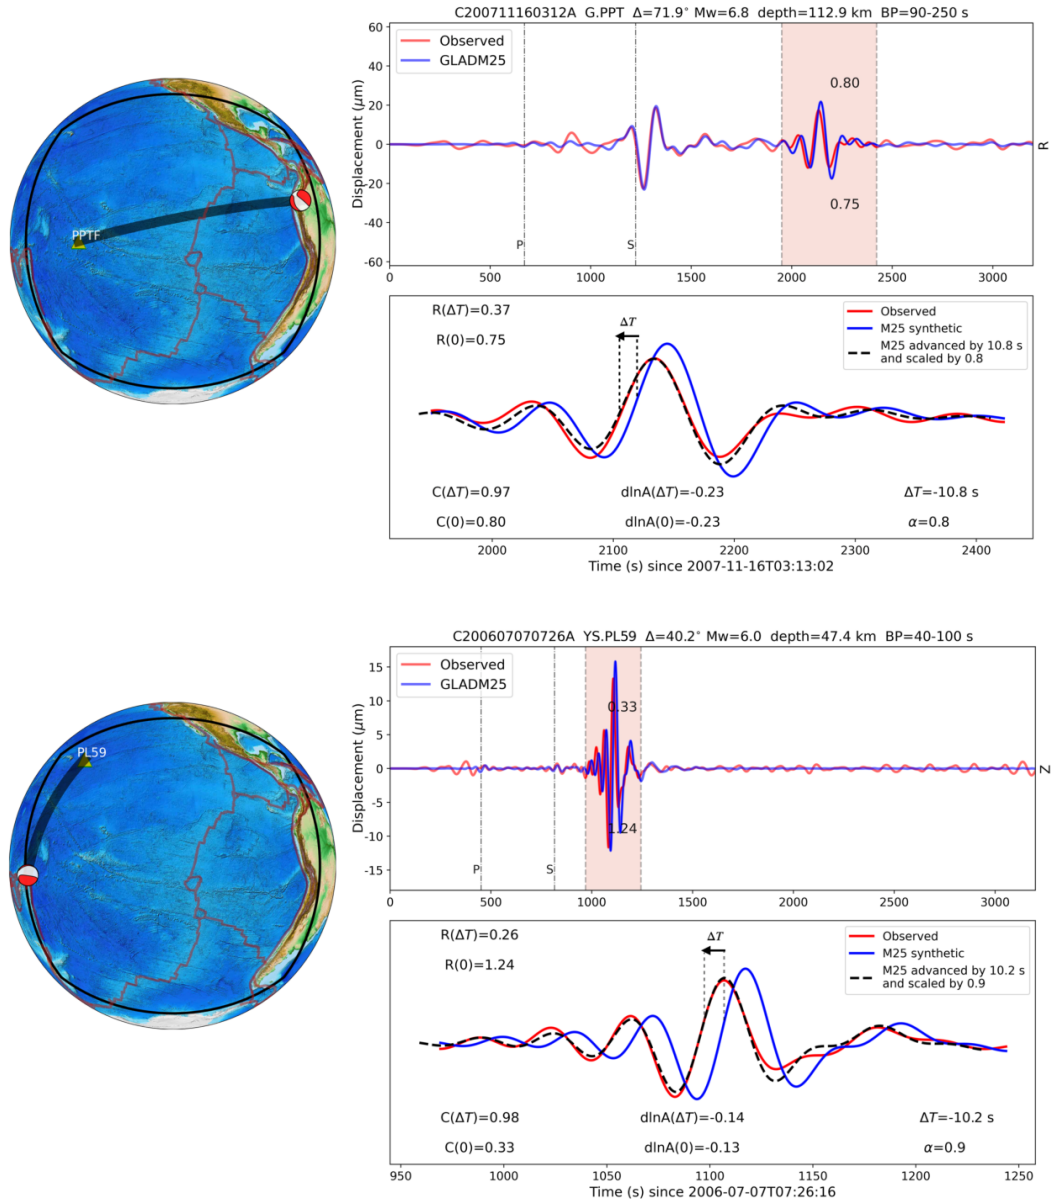 C200711160312A G.PPT Δ=71.9° Mw=6.8 depth=112.9 km BP=90-250 s
Observed
GLADM25
0.80
0.75
P
S
Displacement (μm)
R
60
40
20
0
-20
-40
-60
0 500 1000 1500 2000 2500 3000
PPTF
R(ΔT)=0.37
R(0)=0.75
ΔT
Observed
M25 synthetic
M25 advanced by 10.8 s
and scaled by 0.8
C(ΔT)=0.97 dlnA(ΔT)=-0.23 ΔT=-10.8 s
C(0)=0.80 dlnA(0)=-0.23 α=0.8
2000 2100 2200 2300 2400
Time (s) since 2007-11-16T03:13:02
C200607070726A YS.PL59 Δ=40.2° Mw=6.0 depth=47.4 km BP=40-100 s
Observed
GLADM25
0.33
1.24
P
S
Displacement (μm)
Z
15
10
5
0
-5
-10
-15
0 500 1000 1500 2000 2500 3000
PL59
R(ΔT)=0.26
R(0)=1.24
ΔT
Observed
M25 synthetic
M25 advanced by 10.2 s
and scaled by 0.9
C(ΔT)=0.98 dlnA(ΔT)=-0.14 ΔT=-10.2 s
C(0)=0.33 dlnA(0)=-0.13 α=0.9
950 1000 1050 1100 1150 1200 1250
Time (s) since 2006-07-07T07:26:16